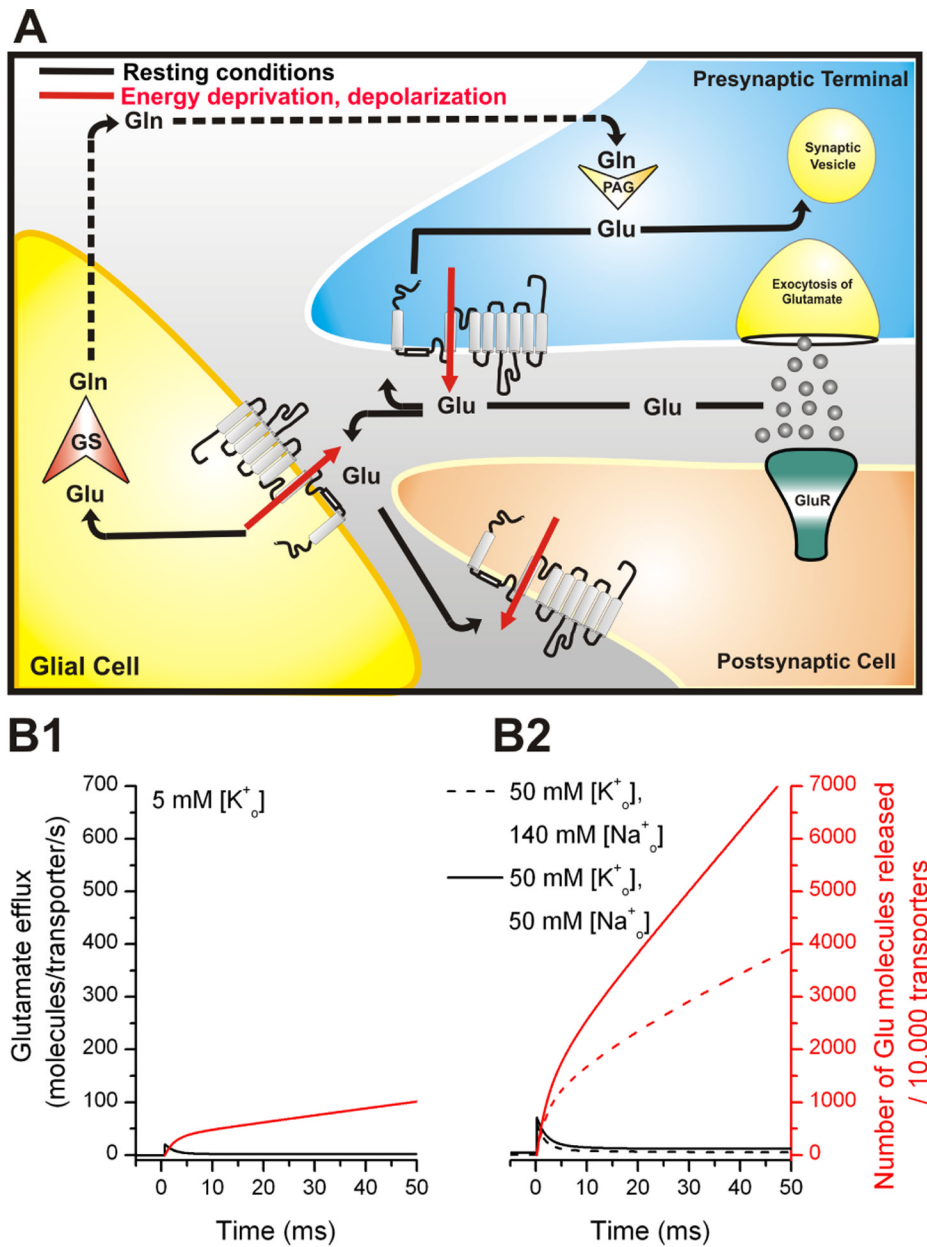 A
Resting conditions
Energy deprivation, depolarization
Presynaptic Terminal
Gln
Gln
PAG
Glu
Synaptic
Vesicle
Exocytosis of
Glutamate
Gln
GS
Glu
Glu
Glu
Glu
GluR
Glial Cell
Postsynaptic Cell
B1
B2
5 mM [K+o]
50 mM [K+o],
140 mM [Na+o]
50 mM [K+o],
50 mM [Na+o]
Glutamate efflux
(molecules/transporter/s)
700
600
500
400
300
200
100
0
0 10 20 30 40 50
Time (ms)
7000
6000
5000
4000
3000
2000
1000
0
0 10 20 30 40 50
Time (ms)
Number of Glu molecules released
/ 10.000 transporters